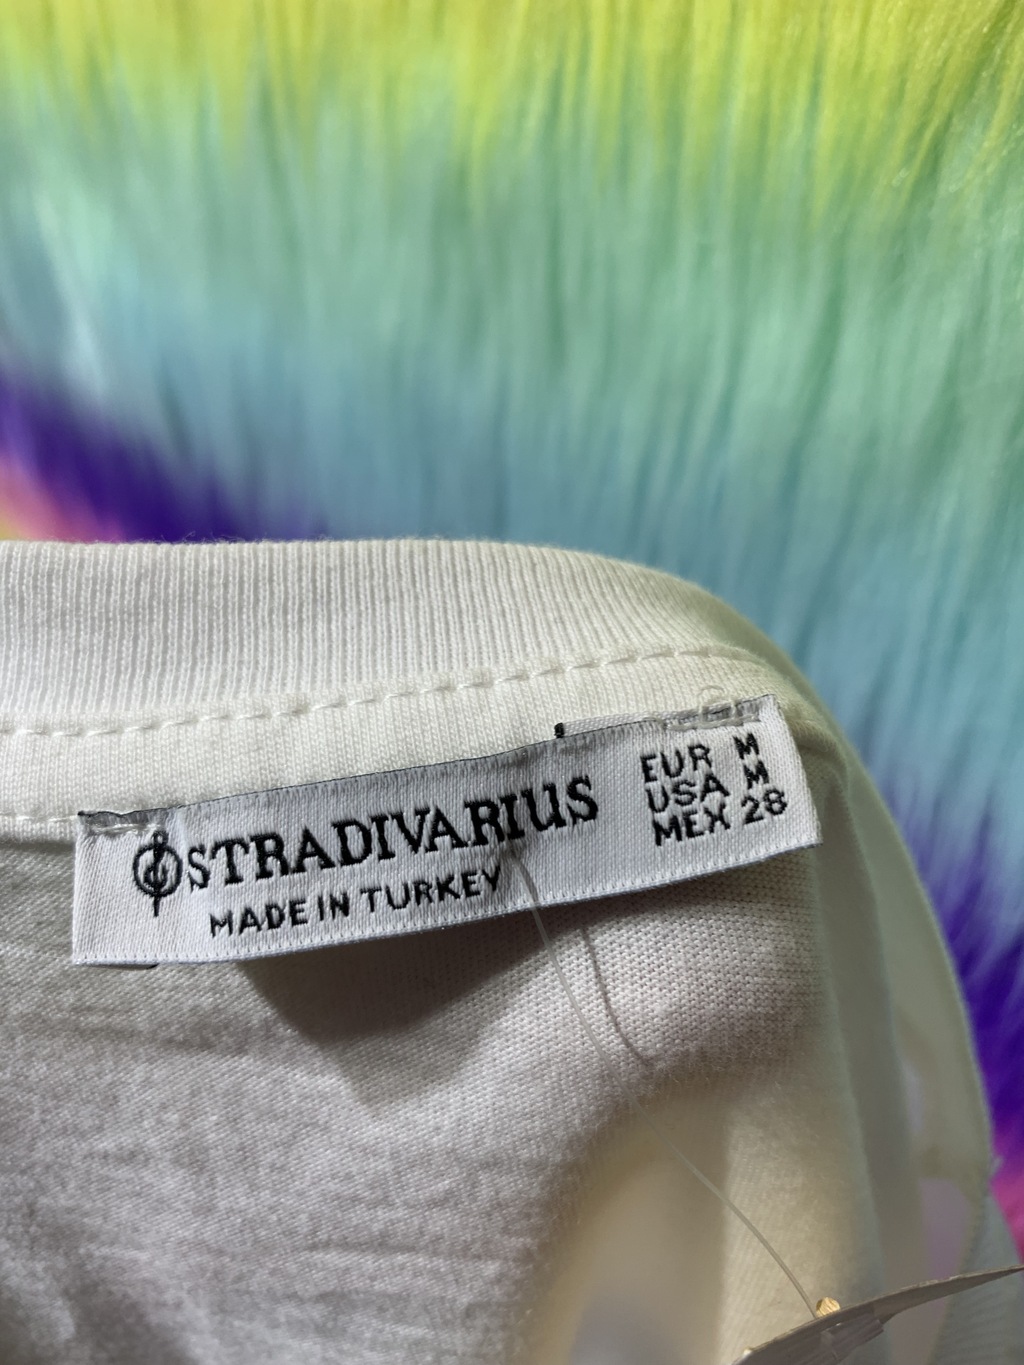 STRADIVARIUS
MADE IN TURKEY
EUR M
USA M
MEX 28